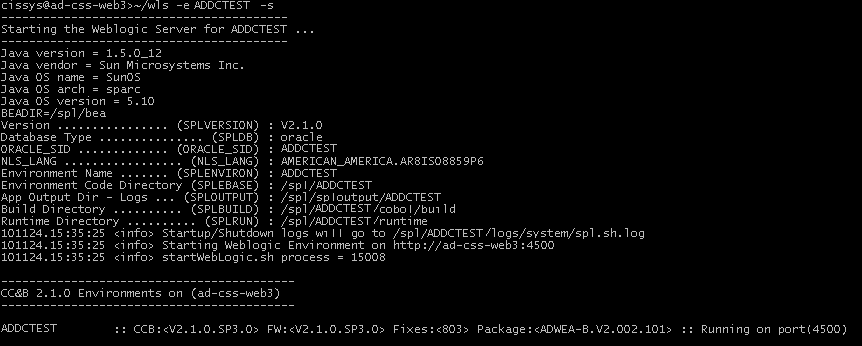 cissys@ad-css-web3>~/wls -e ADDCTEST -s
-----------------------------------------
Starting the Weblogic Server for ADDCTEST ...
-----------------------------------------
Java version = 1.5.0_12
Java vendor = Sun Microsystems Inc.
Java OS name = SunOS
Java OS arch = sparc
Java OS version = 5.10
BEADIR=/spl/bea
Version ................ (SPLVERSION) : V2.1.0
Database Type ............... (SPLDB) : oracle
ORACLE_SID ............. (ORACLE_SID) : ADDCTEST
NLS_LANG ................. (NLS_LANG) : AMERICAN_AMERICA.AR8ISO8859P6
Environment Name ....... (SPLENVIRON) : ADDCTEST
Environment Code Directory (SPLEBASE) : /spl/ADDCTEST
App Output Dir - Logs ... (SPLOUTPUT) : /spl/sploutput/ADDCTEST
Build Directory .......... (SPLBUILD) : /spl/ADDCTEST/cobol/build
Runtime Directory .......... (SPLRUN) : /spl/ADDCTEST/runtime
101124.15:35:25 <info> Startup/Shutdown logs will go to /spl/ADDCTEST/logs/system/spl.sh.log
101124.15:35:25 <info> Starting Weblogic Environment on http://ad-css-web3:4500
101124.15:35:25 <info> startWebLogic.sh process = 15008
------------------------------------------
CC&B 2.1.0 Environments on (ad-css-web3)
------------------------------------------
ADDCTEST :: CCB:<V2.1.0.SP3.0> FW:<V2.1.0.SP3.0> Fixes:<803> Package:<ADWEA-B.V2.002.101> :: Running on port(4500)